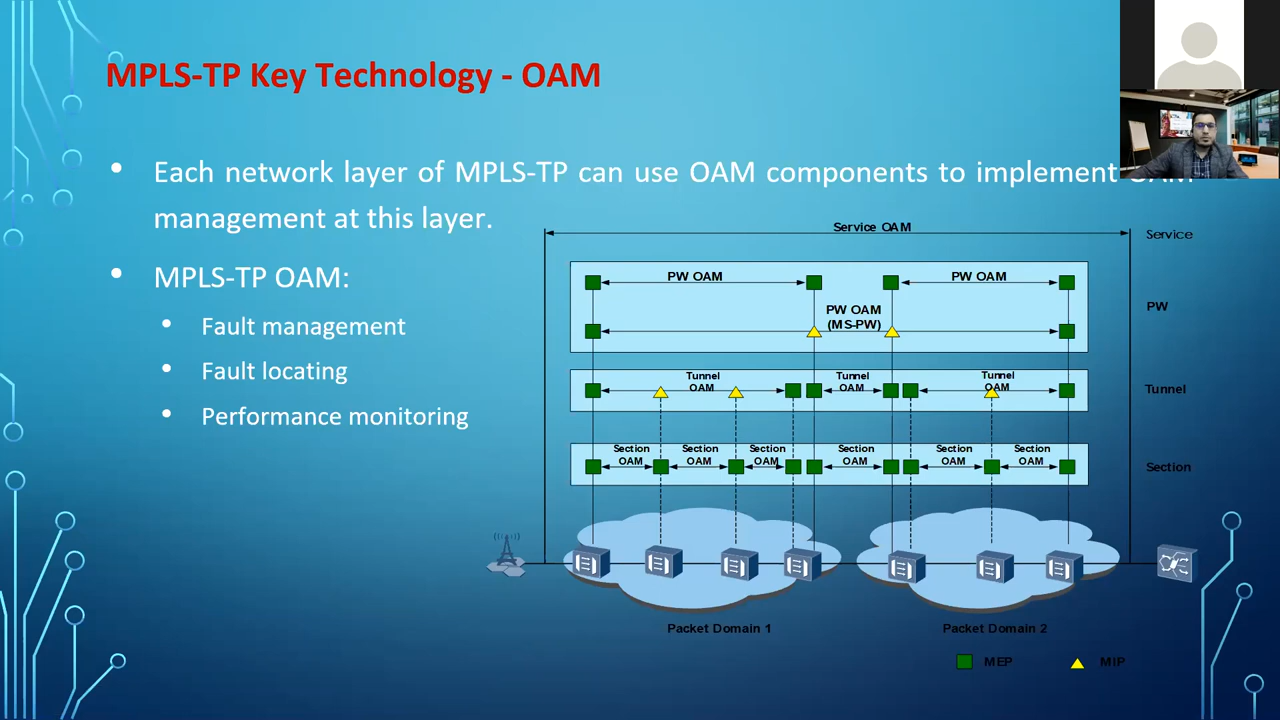 MPLS-TP Key Technology - OAM
• Each network layer of MPLS-TP can use OAM components to implement
management at this layer.
• MPLS-TP OAM:
• Fault management
• Fault locating
• Performance monitoring
Service OAM
Service
PW OAM
PW OAM
PW OAM
(MS-PW)
PW
Tunnel
OAM
Tunnel
OAM
Tunnel
OAM
Tunnel
Section
OAM
Section
OAM
Section
OAM
Section
OAM
Section
OAM
Section
OAM
Section
Packet Domain 1
Packet Domain 2
MEP
MIP